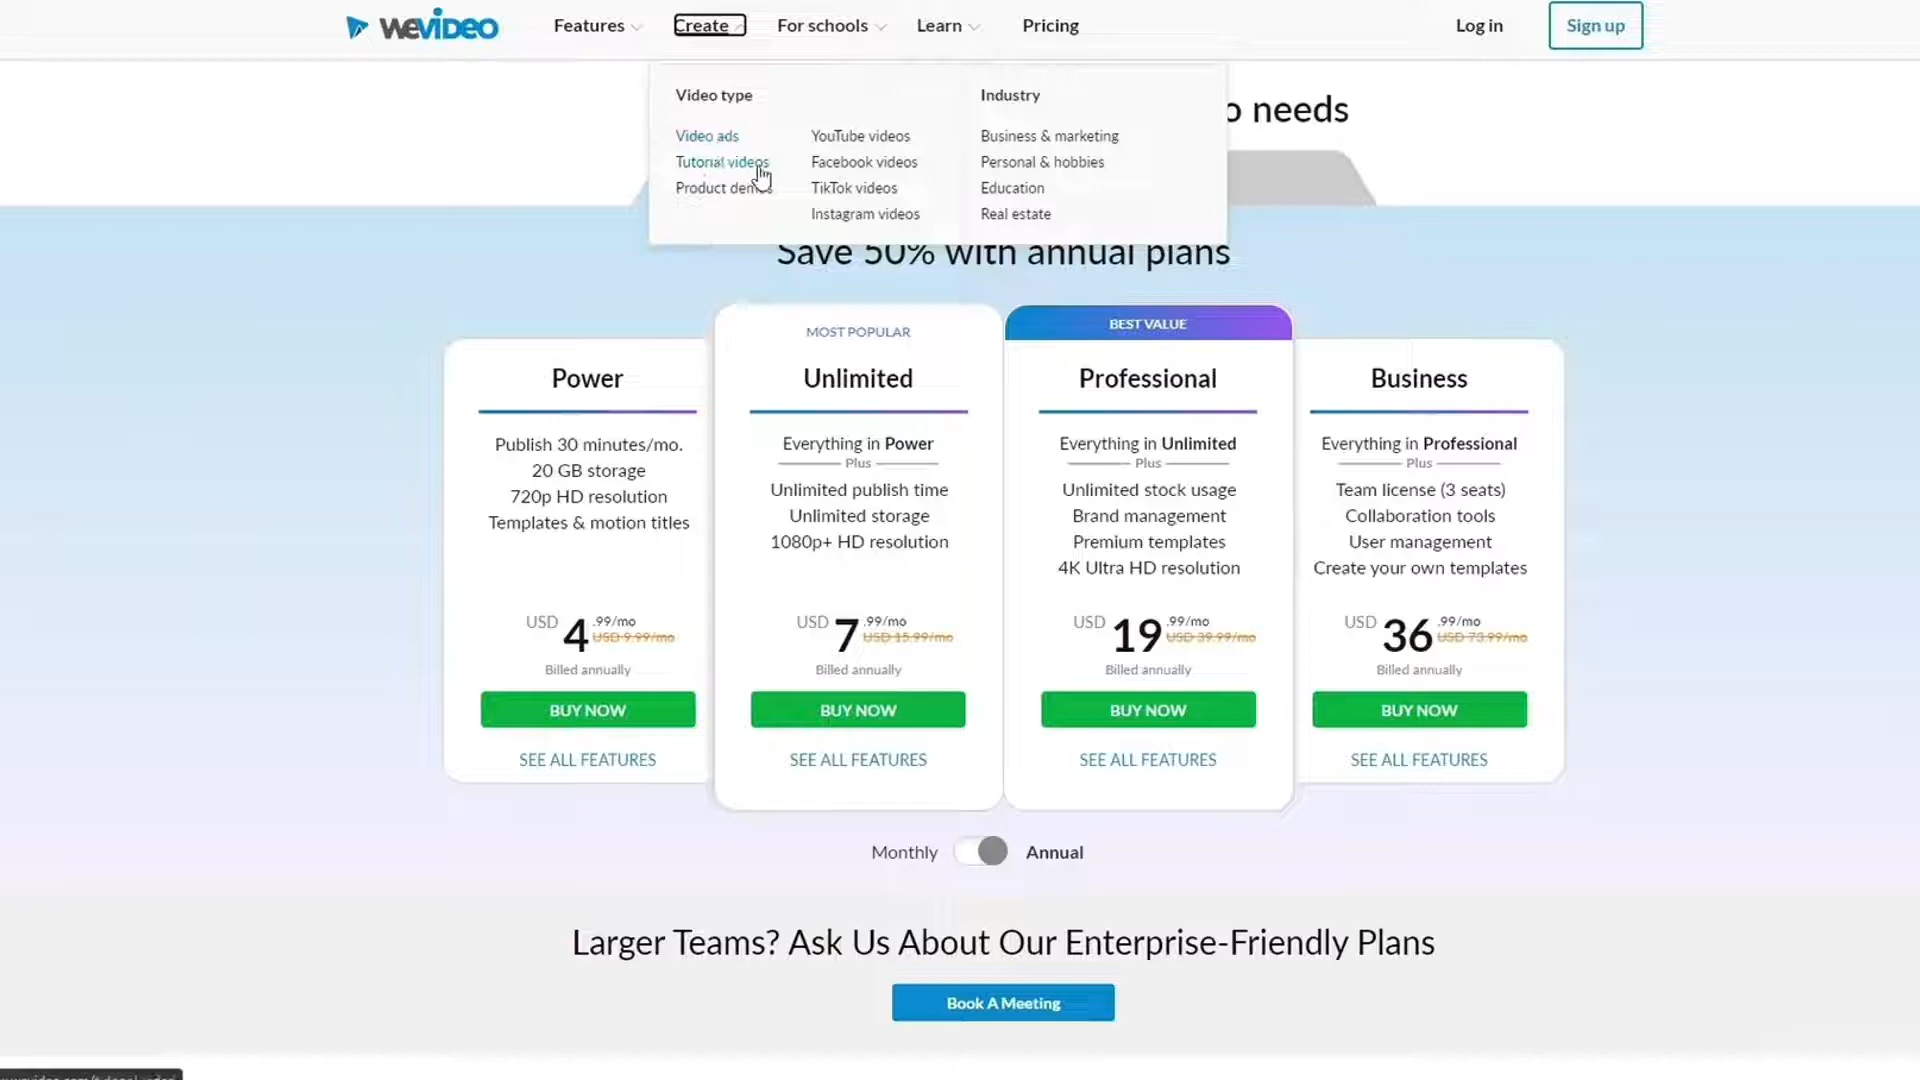 WEVIDEO
Features
Create
For schools
Learn
Pricing
Log in
Sign up
Video type
Video ads
Tutorial videos
Product
YouTube videos
Facebook videos
TikTok videos
Instagram videos
Industry
Business & marketing
Personal & hobbies
Education
Real estate
needs
Save 50% with annual plans
Power
Publish 30 minutes/mo.
20 GB storage
720p HD resolution
Templates & motion titles
USD 4 .99/mo
USD 9.99/mo
Billed annually
BUY NOW
SEE ALL FEATURES
MOST POPULAR
Unlimited
Everything in Power
Plus
Unlimited publish time
Unlimited storage
1080p+ HD resolution
USD 7 .99/mo
USD 15.99/mo
Billed annually
BUY NOW
SEE ALL FEATURES
BEST VALUE
Professional
Everything in Unlimited
Plus
Unlimited stock usage
Brand management
Premium templates
4K Ultra HD resolution
USD 19 .99/mo
USD 39.99/mo
Billed annually
BUY NOW
SEE ALL FEATURES
Business
Everything in Professional
Plus
Team license (3 seats)
Collaboration tools
User management
Create your own templates
USD 36 .99/mo
USD 73.99/mo
Billed annually
BUY NOW
SEE ALL FEATURES
Monthly
Annual
Larger Teams? Ask Us About Our Enterprise-Friendly Plans
Book A Meeting